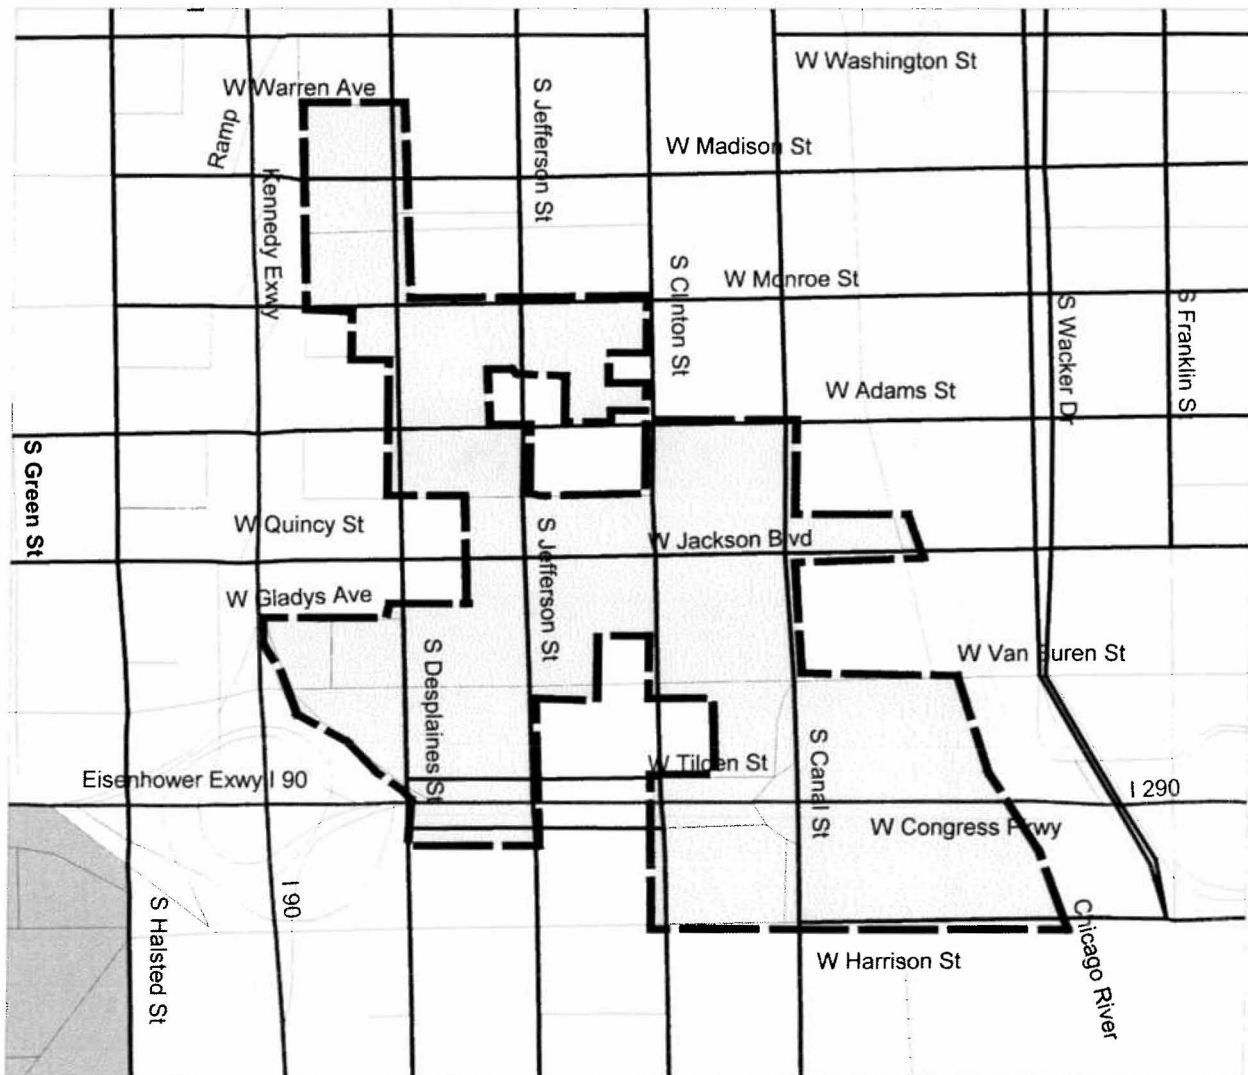 W Washington St
W Warren Ave
S Jefferson St
Ramp
W Madison St
Kennedy Exwy
S Clinton St
W Monroe St
S Wacker Dr
S Franklin S
W Adams St
S Green St
W Quincy St
S Jefferson St
W Jackson Blvd
W Gladys Ave
S Desplaines St
W Van Buren St
S Canal St
W Tilden St
Eisenhower Exwy I 90
I 290
W Congress Pkwy
I 90
S Halsted St
Chicago River
W Harrison St